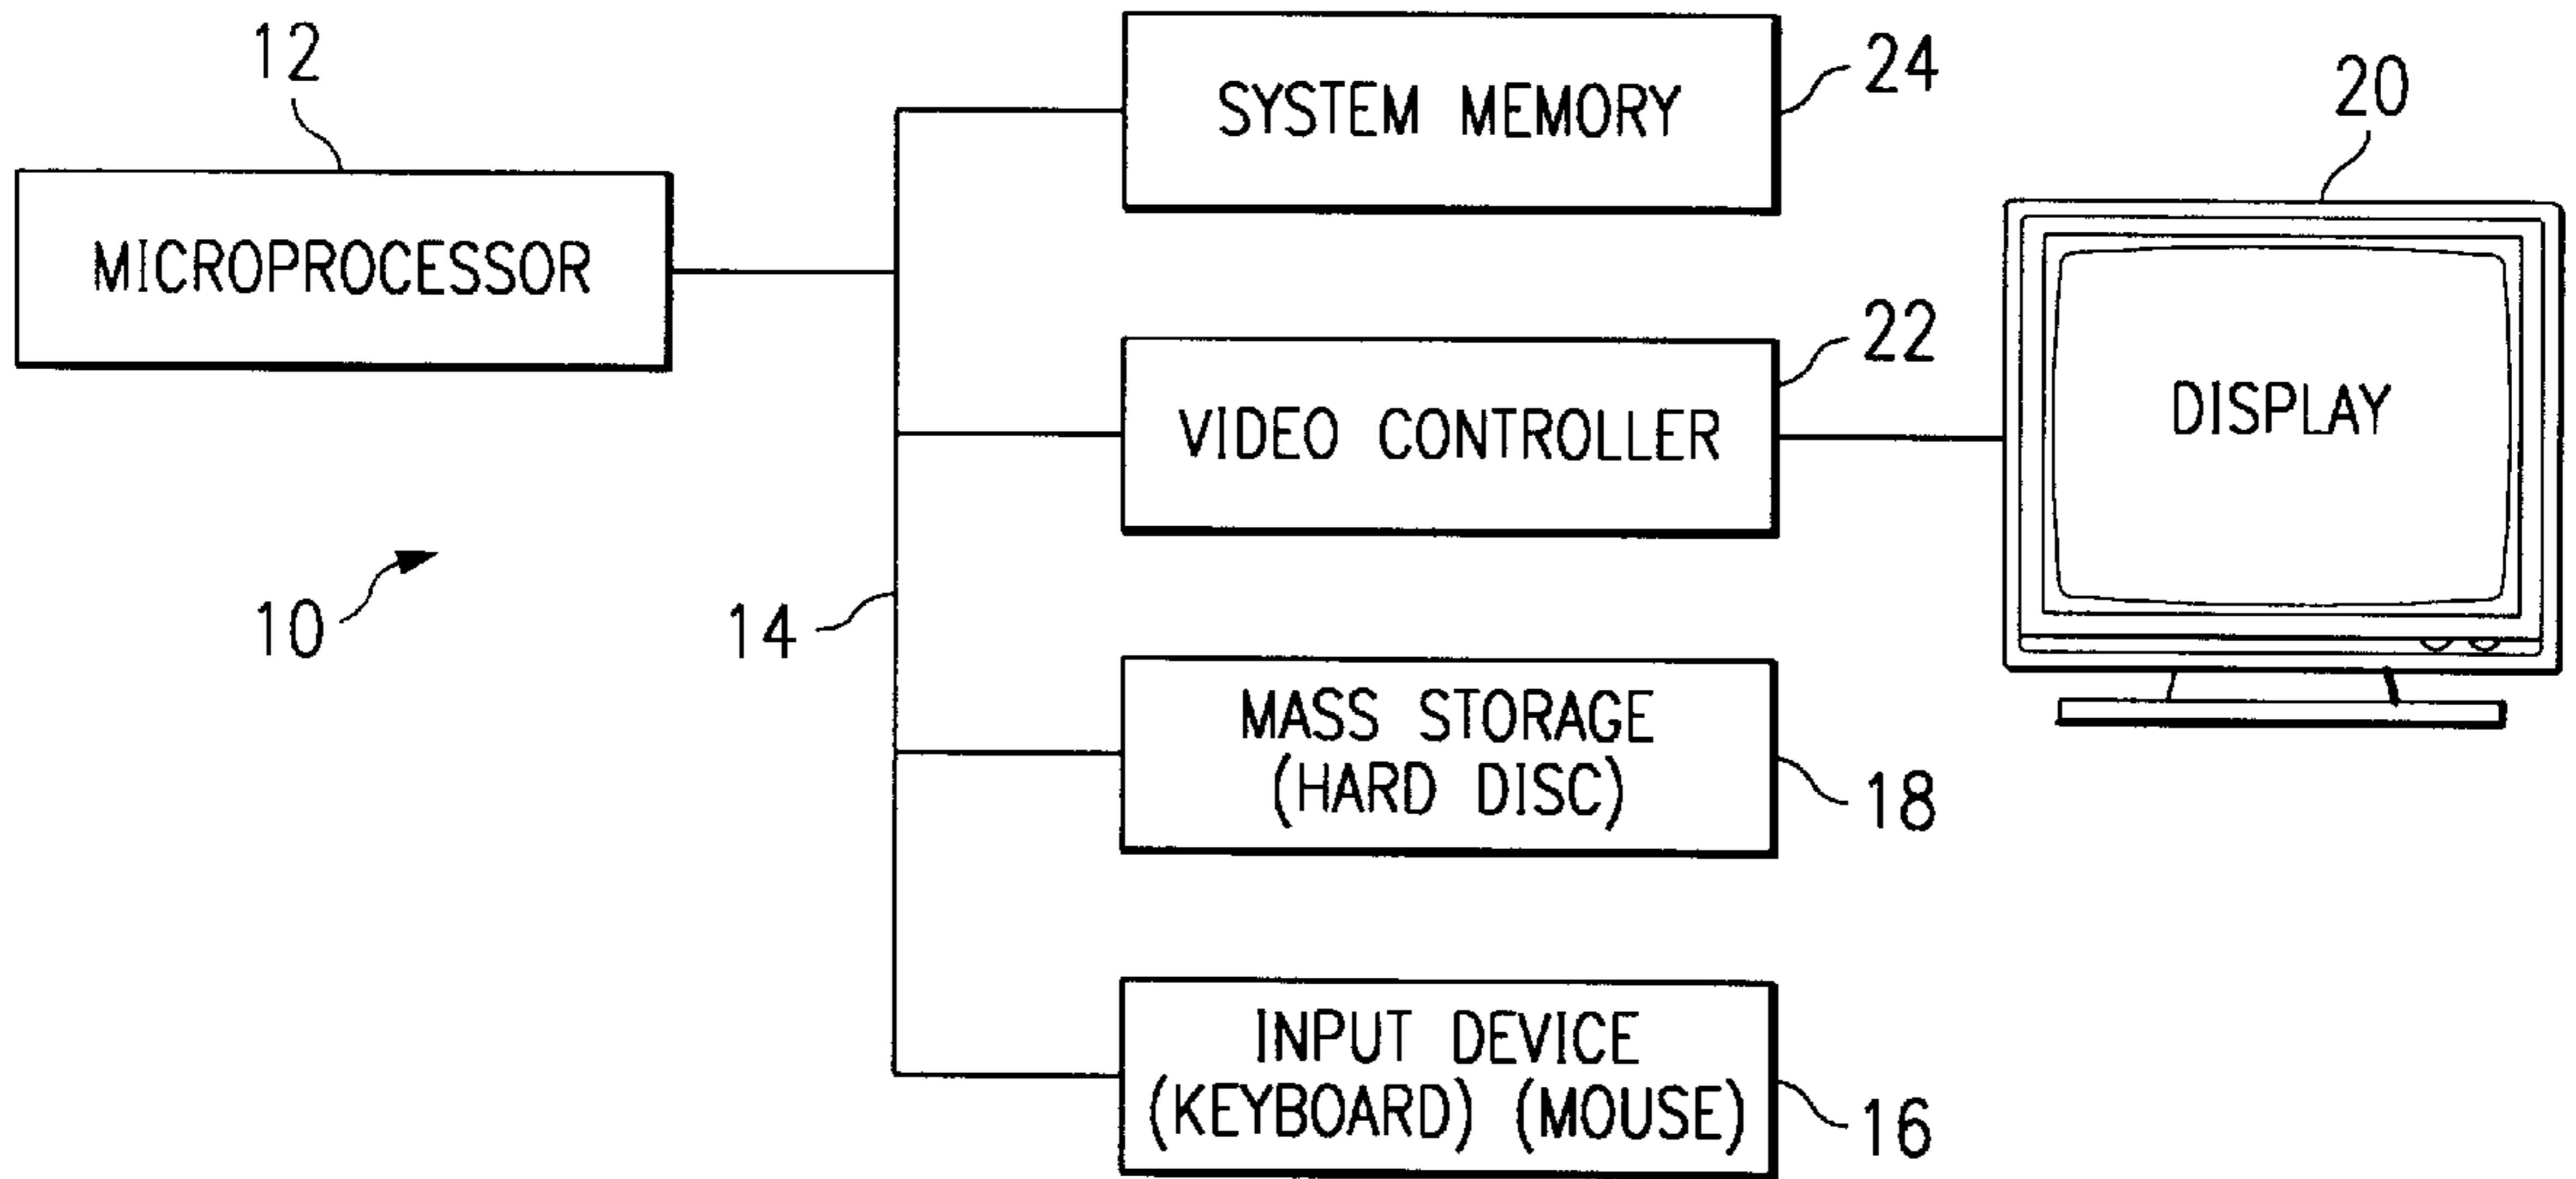 12
MICROPROCESSOR
10
14
SYSTEM MEMORY
24
VIDEO CONTROLLER
22
MASS STORAGE
(HARD DISC)
18
INPUT DEVICE
(KEYBOARD) (MOUSE)
16
20
DISPLAY